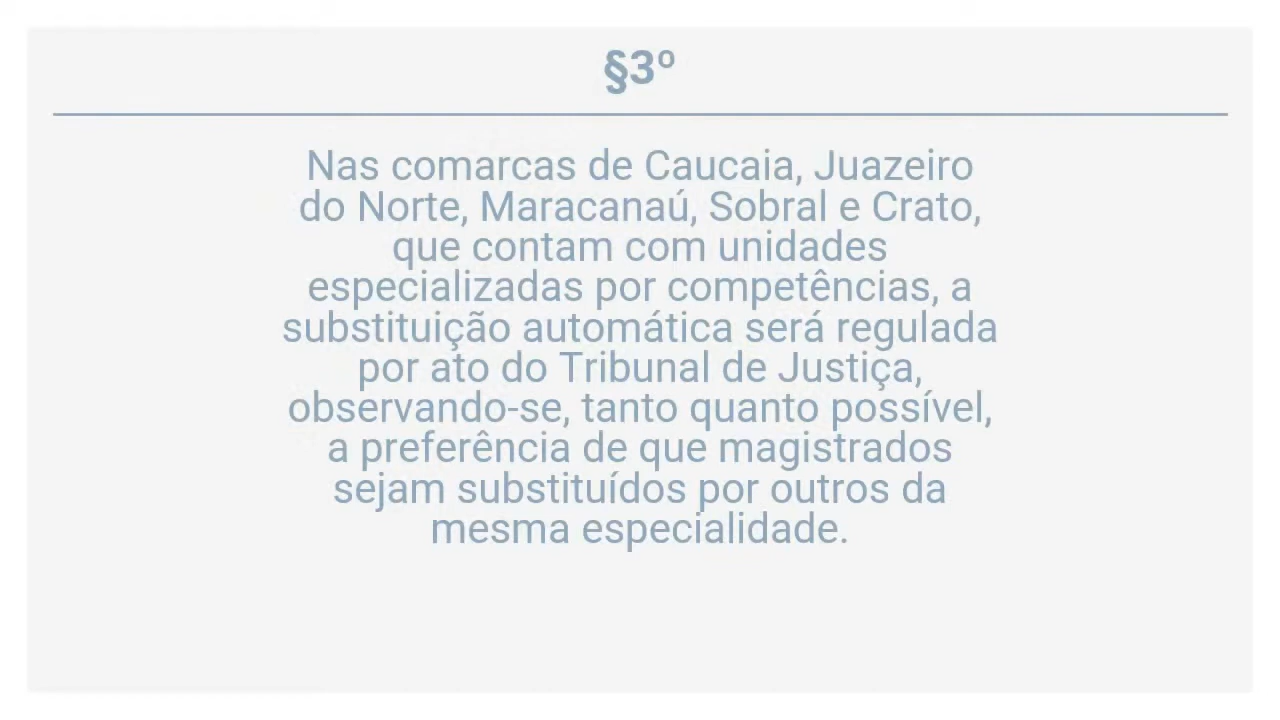 §3º
Nas comarcas de Caucaia, Juazeiro
do Norte, Maracanaú, Sobral e Crato,
que contam com unidades
especializadas por competências, a
substituição automática será regulada
por ato do Tribunal de Justiça,
observando-se, tanto quanto possível,
a preferência de que magistrados
sejam substituídos por outros da
mesma especialidade.